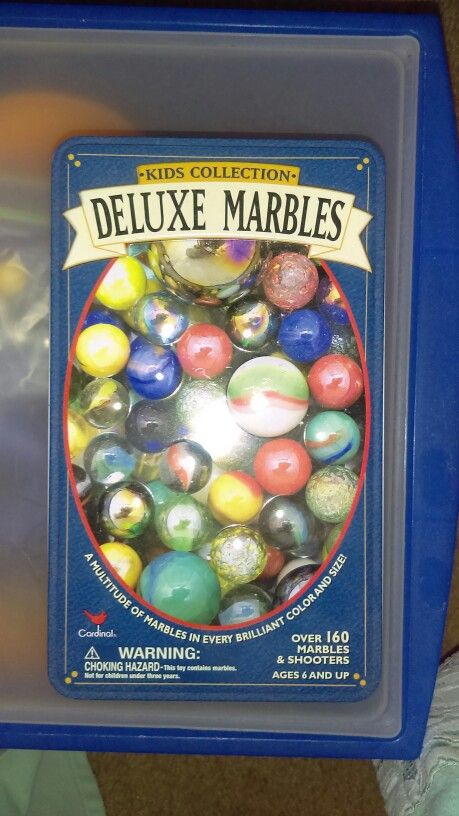 •KIDS COLLECTION•
DELUXE MARBLES
A MULTITUDE OF MARBLES IN EVERY BRILLIANT COLOR AND SIZE!
Cardinal®
OVER 160
MARBLES
& SHOOTERS
AGES 6 AND UP
WARNING:
CHOKING HAZARD-This toy contains marbles.
Not for children under three years.